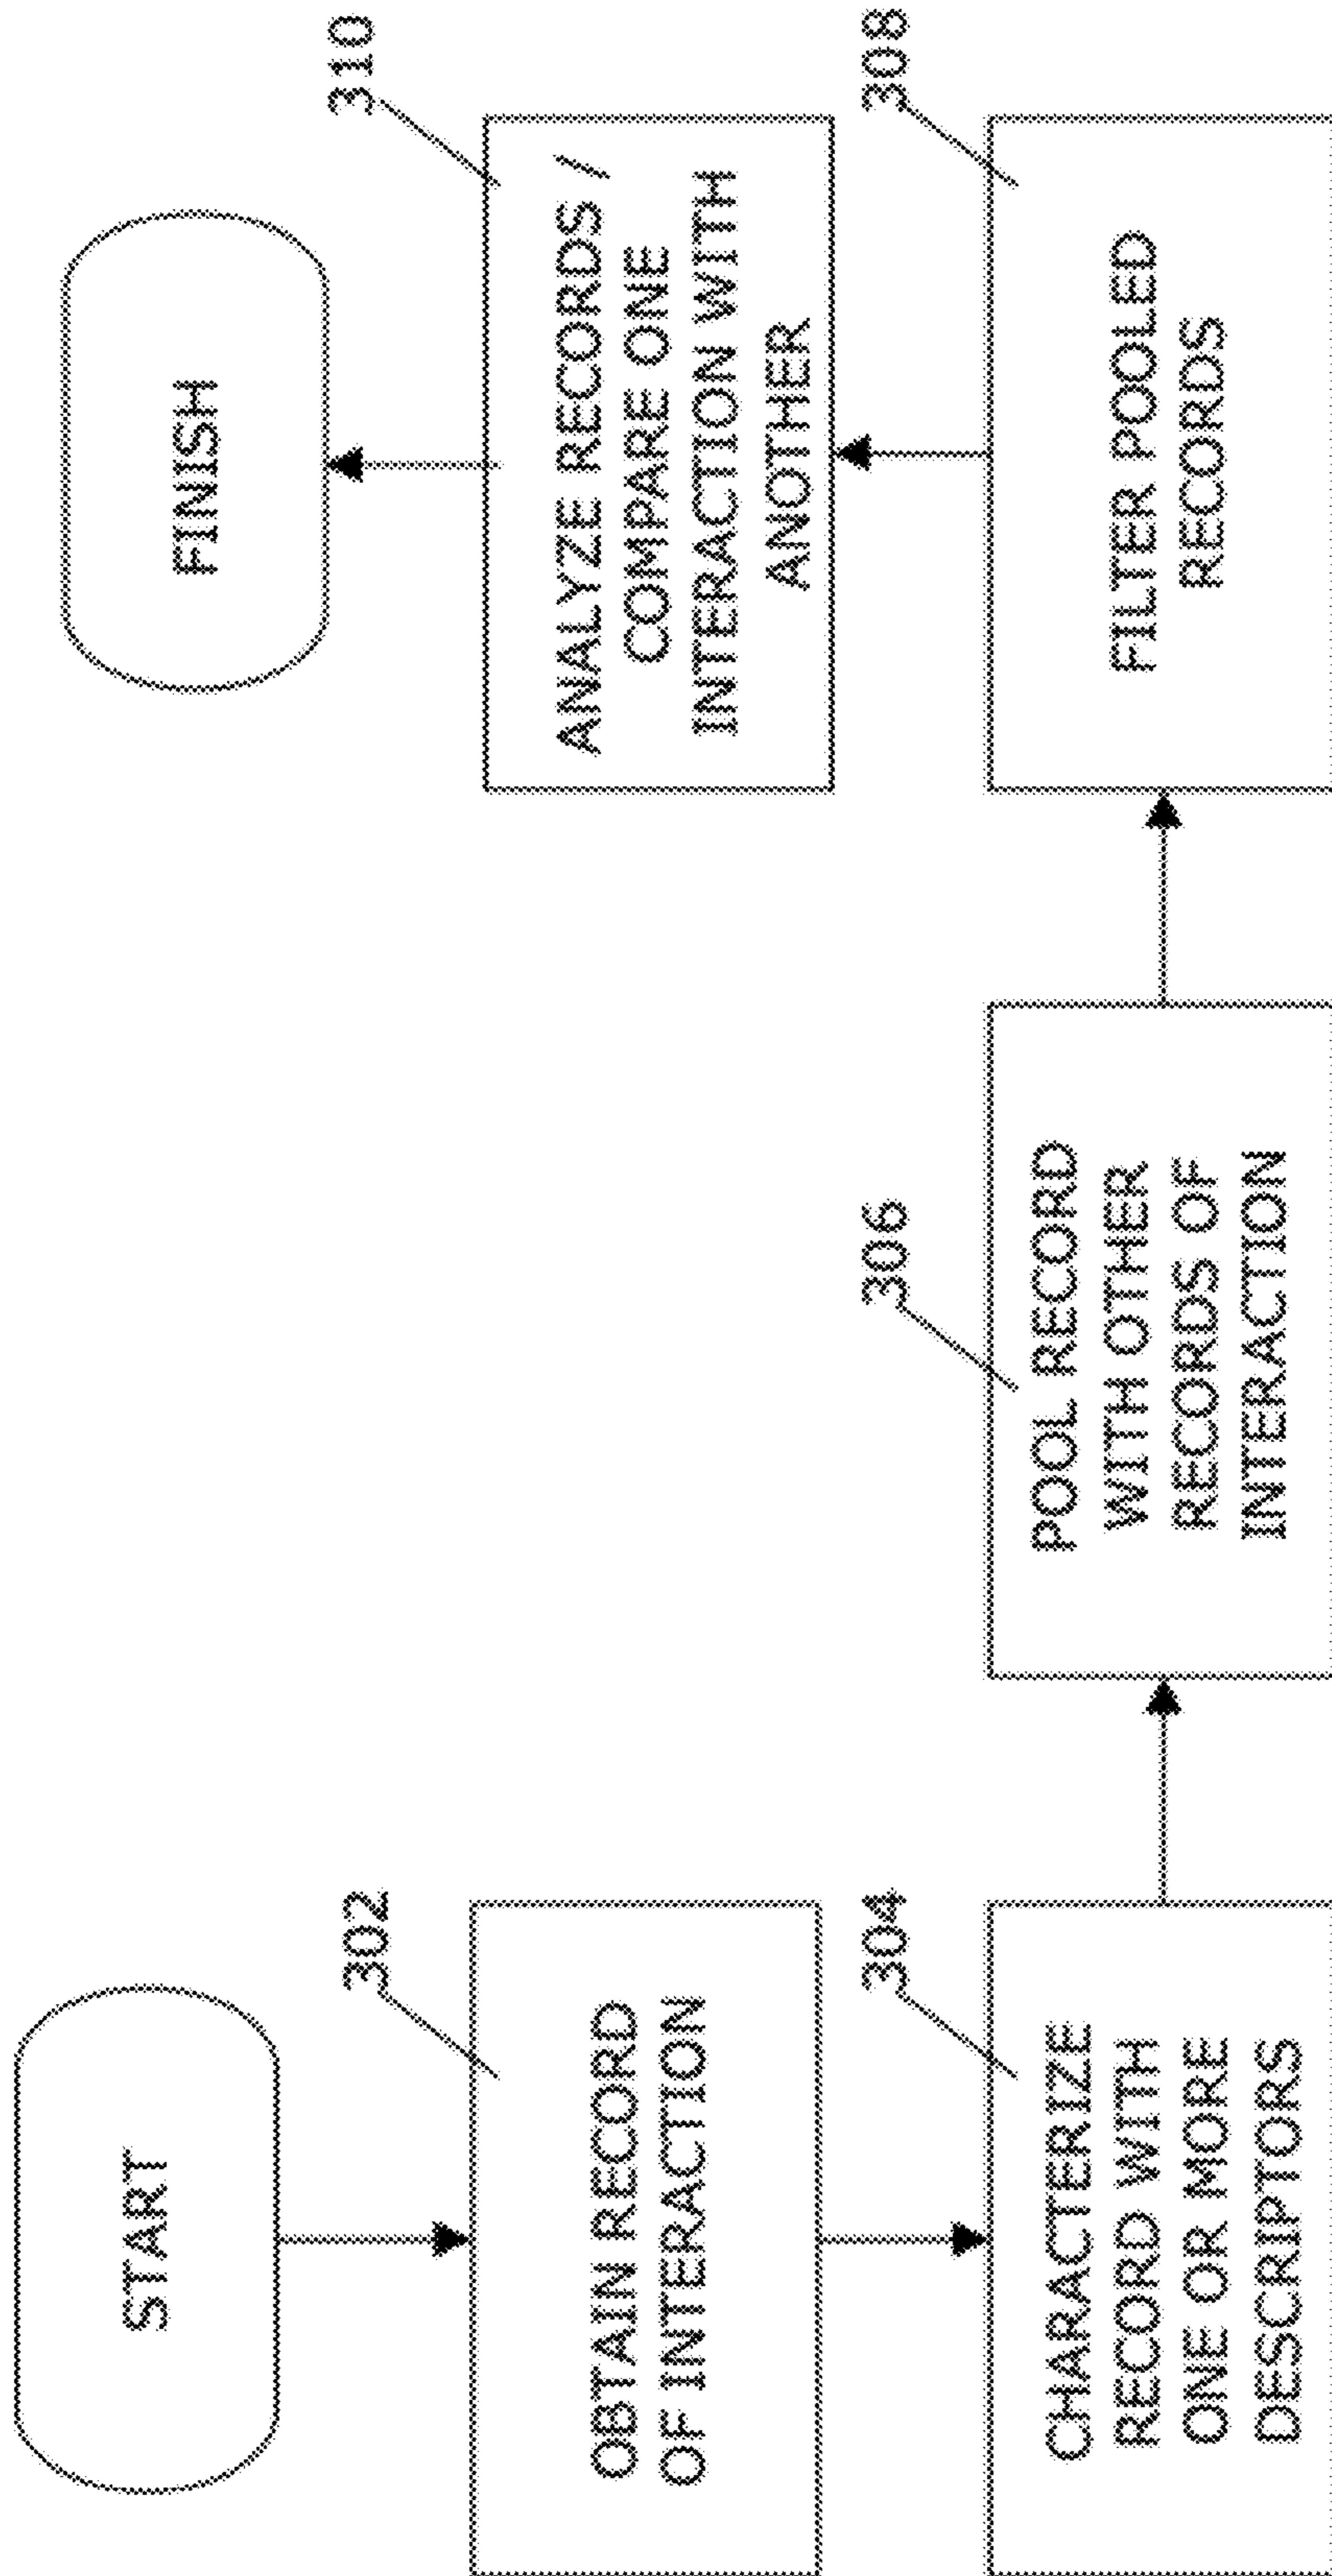 START
302
OBTAIN RECORD
OF INTERACTION
304
CHARACTERIZE
RECORD WITH
ONE OR MORE
DESCRIPTORS
306
POOL RECORD
WITH OTHER
RECORDS OF
INTERACTION
308
FILTER POOLED
RECORDS
310
ANALYZE RECORDS /
COMPARE ONE
INTERACTION WITH
ANOTHER
FINISH